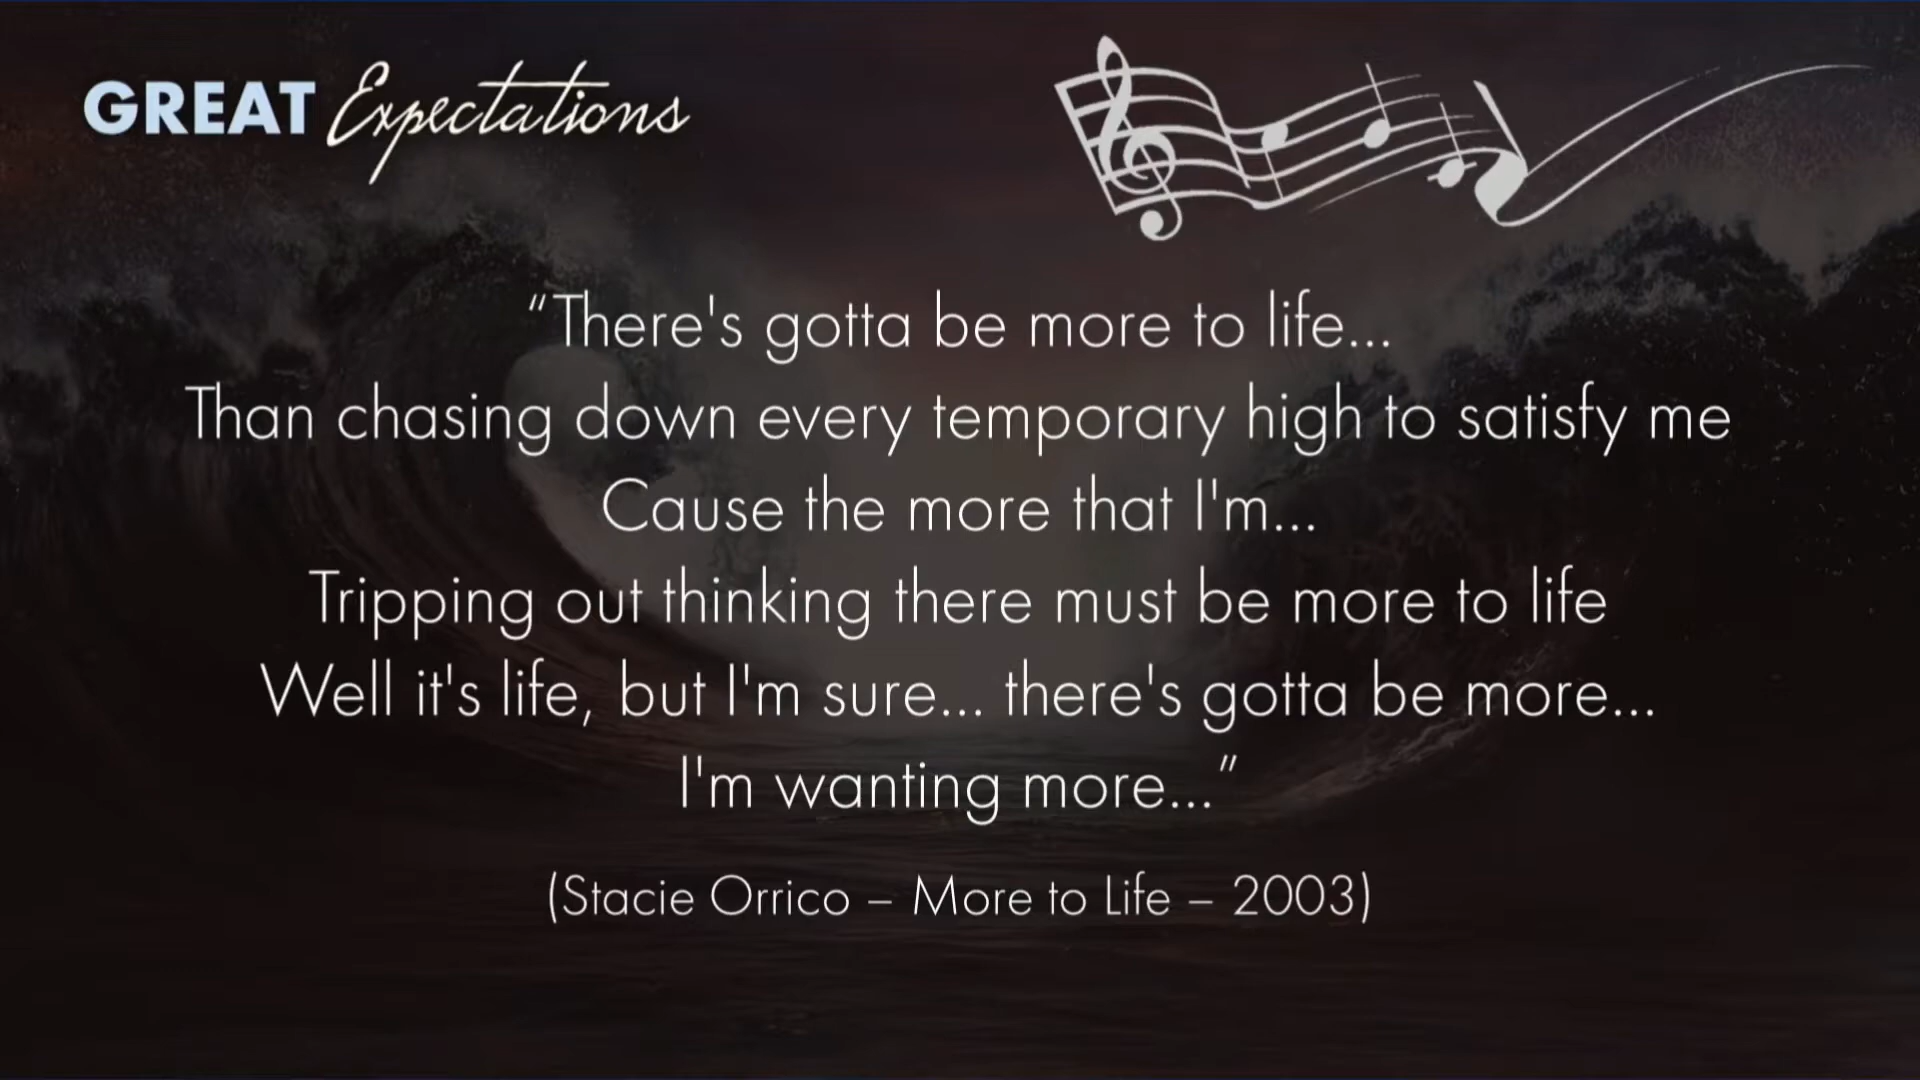 GREAT Expectations
“There's gotta be more to life...
Than chasing down every temporary high to satisfy me
Cause the more that I'm...
Tripping out thinking there must be more to life
Well it's life, but I'm sure... there's gotta be more...
I'm wanting more...”
(Stacie Orrico – More to Life – 2003)